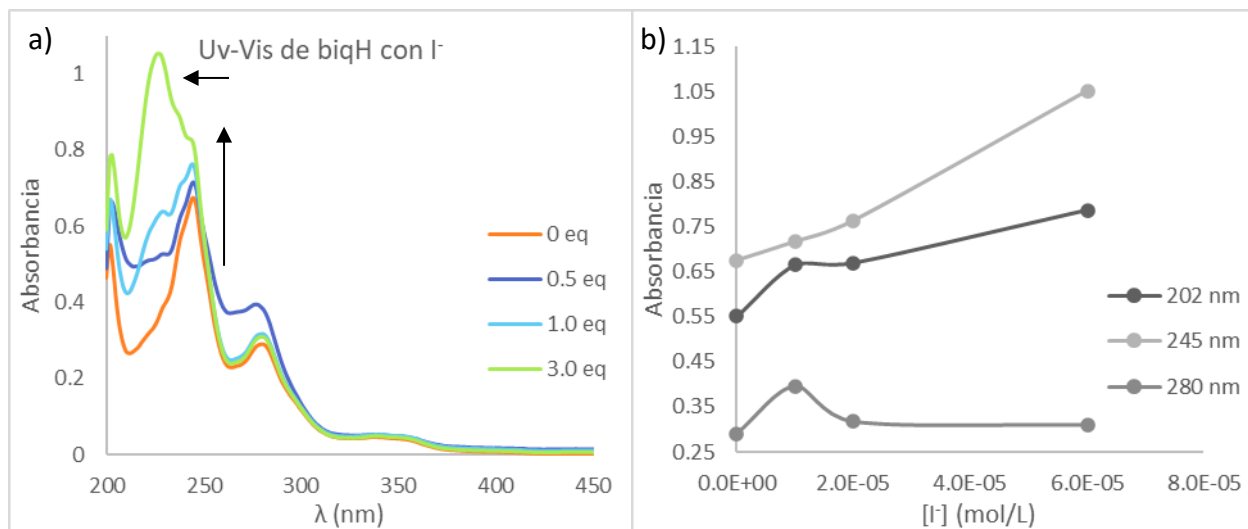 a)
Uv-Vis de biqH con I-
1
0.8
0.6
0.4
0.2
0
Absorbancia
200 250 300 350 400 450
λ (nm)
0 eq
0.5 eq
1.0 eq
3.0 eq
b)
1.15
1.05
0.95
0.85
0.75
0.65
0.55
0.45
0.35
0.25
Absorbancia
0.0E+00 2.0E-05 4.0E-05 6.0E-05 8.0E-05
[I-] (mol/L)
202 nm
245 nm
280 nm